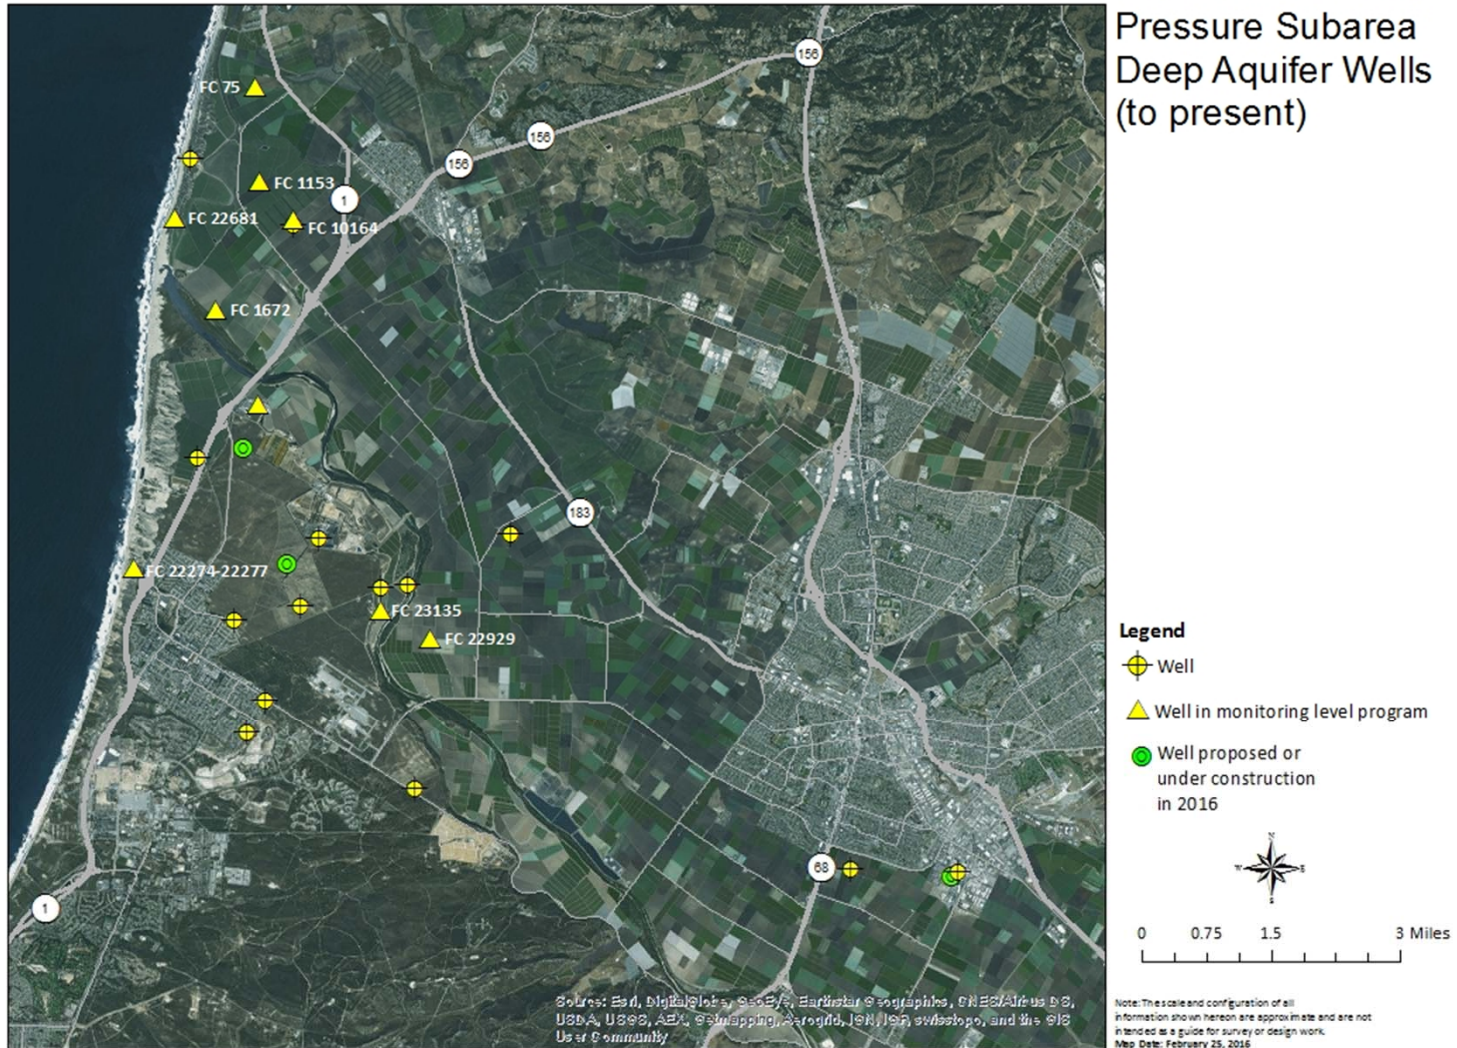 Pressure Subarea
Deep Aquifer Wells
(to present)
156
FC 75
156
156
FC 1153
1
FC 22681
FC 10164
FC 1672
183
FC 22274-22277
FC 23135
FC 22929
68
1
Legend
Well
Well in monitoring level program
Well proposed or
under construction
in 2016
N
W
E
S
0 0.75 1.5 3 Miles
Source: Esri, DigitalGlobe, GeoEye, Earthstar Geographics, CNES/Airbus DS,
USDA, USGS, AEX, Getmapping, Aerogrid, IGN, IGP, swisstopo, and the GIS
User Community
Note: The scale and configuration of all
information shown hereon are approximate and are not
intended as a guide for survey or design work.
Map Date: February 25, 2016